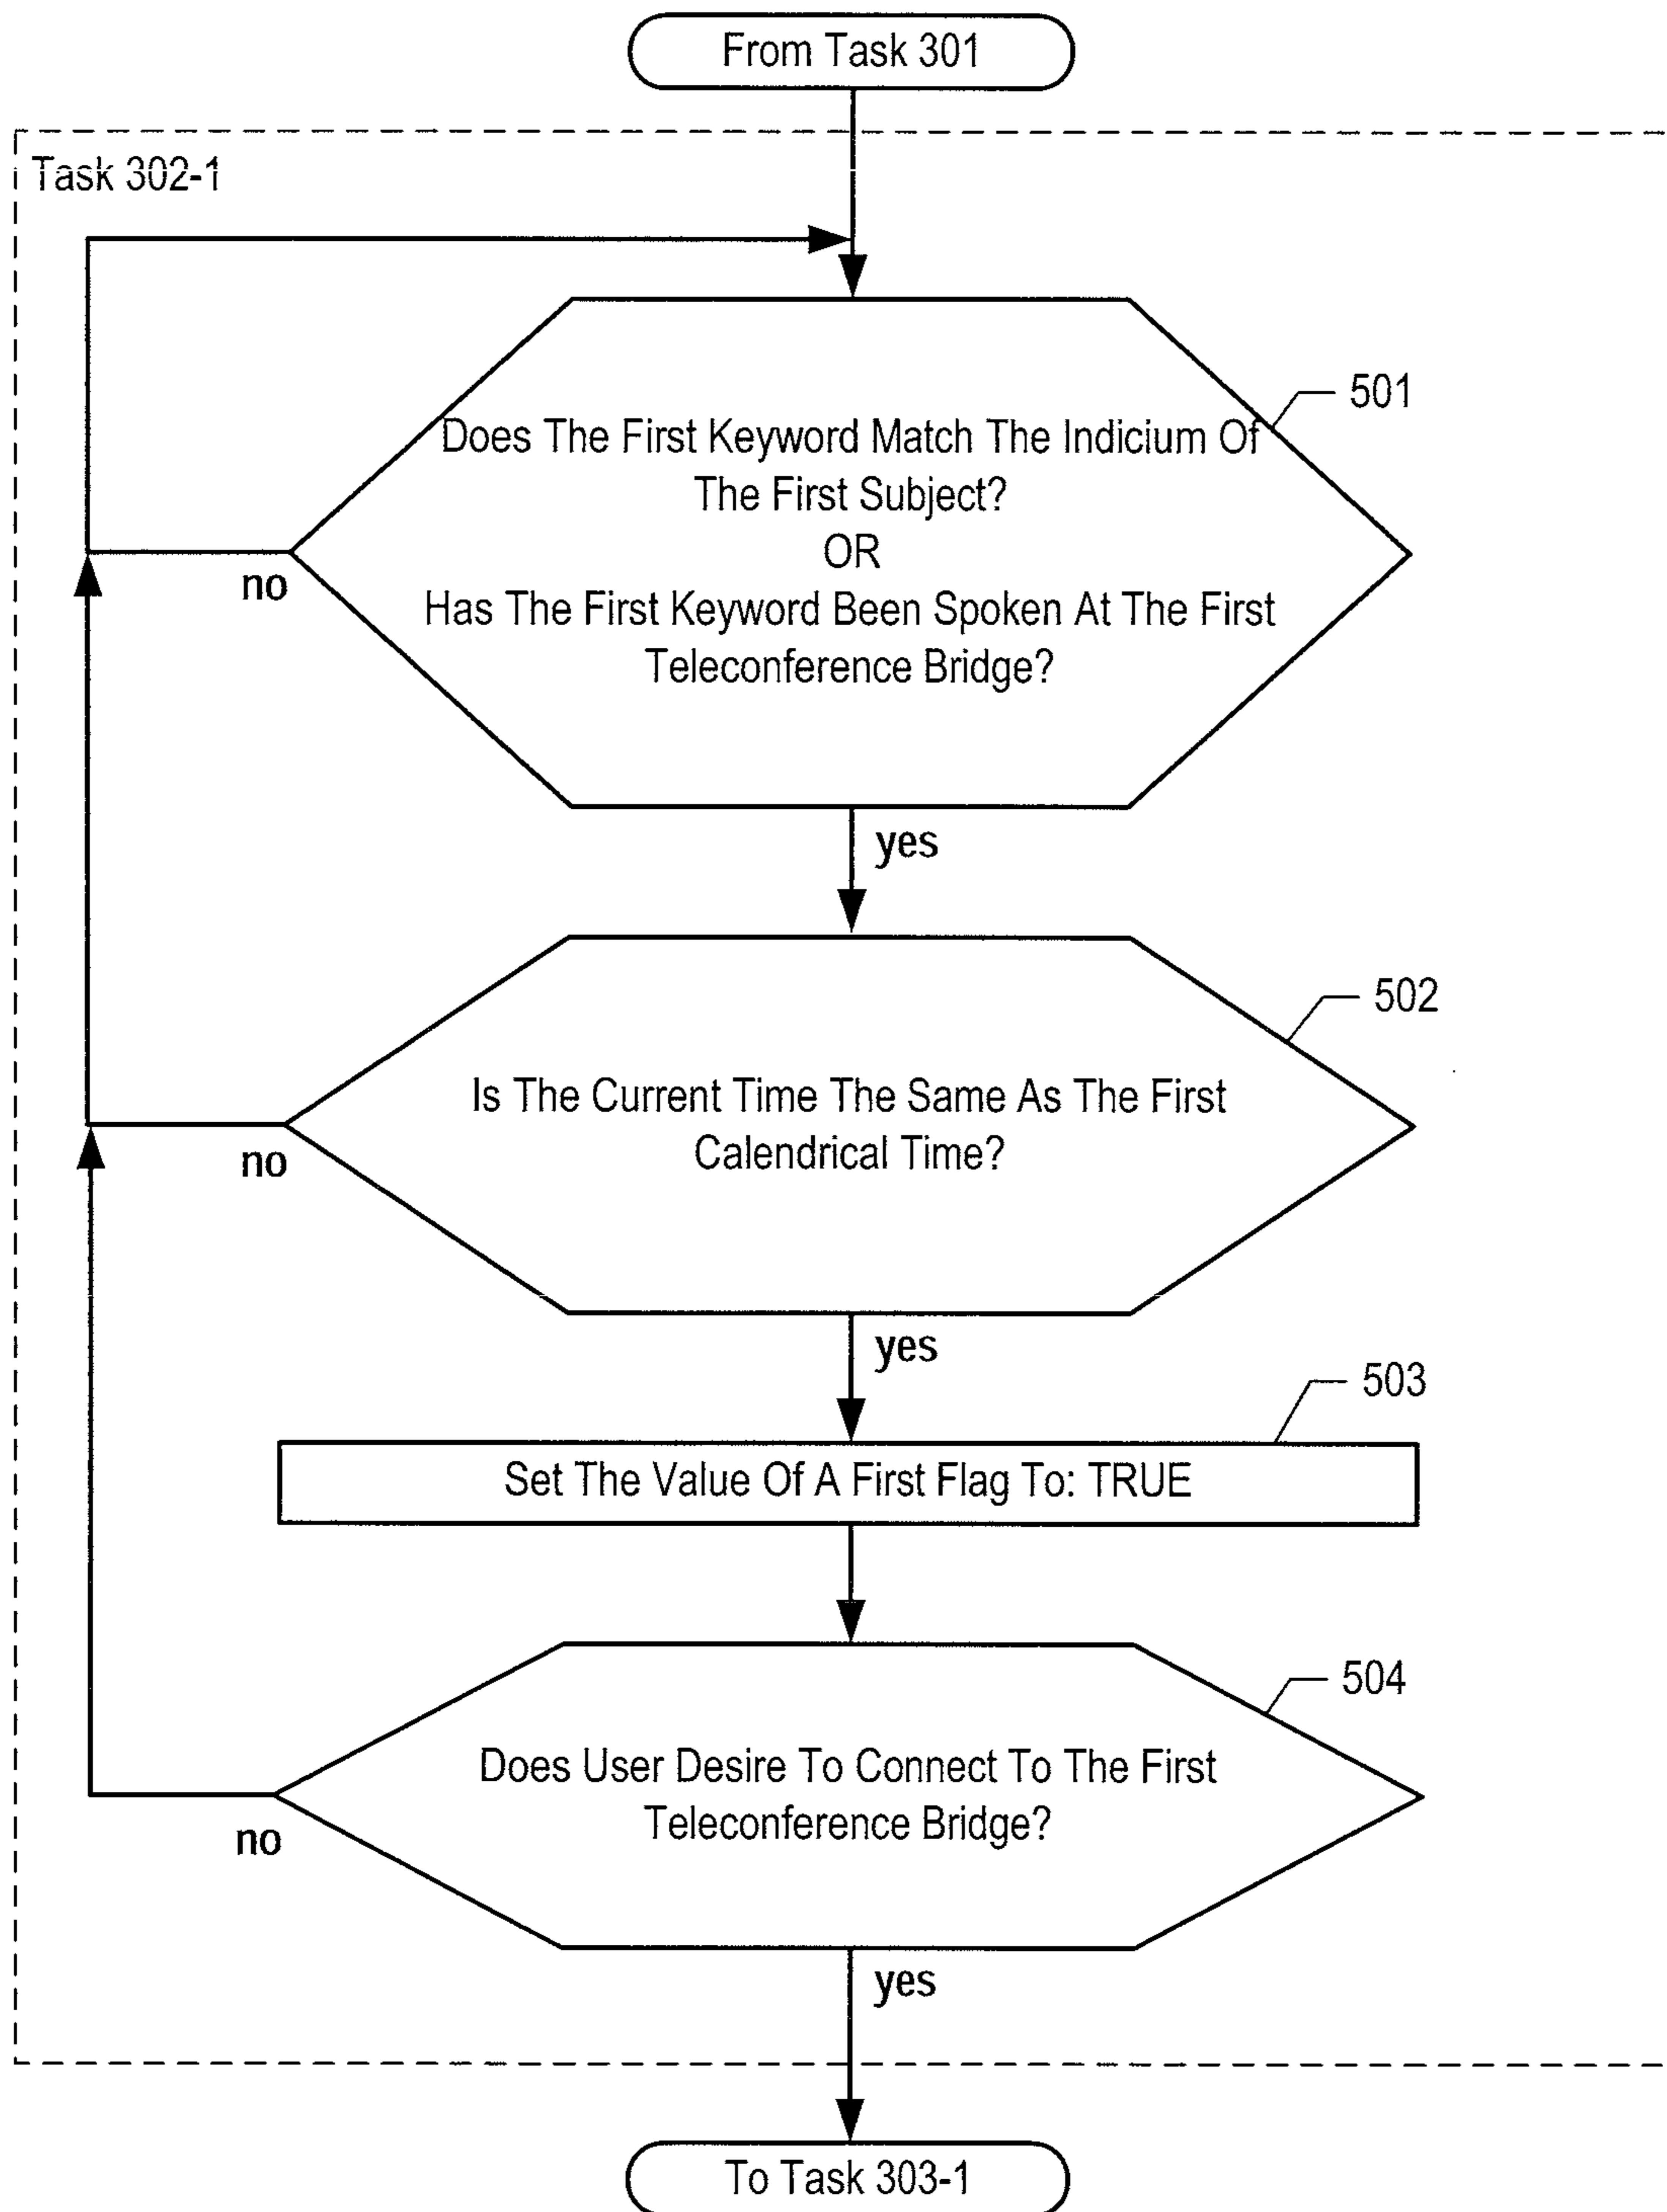 From Task 301
Task 302-1
501
Does The First Keyword Match The Indicium Of
The First Subject?
OR
Has The First Keyword Been Spoken At The First
Teleconference Bridge?
no
yes
502
Is The Current Time The Same As The First
Calendrical Time?
no
yes
503
Set The Value Of A First Flag To: TRUE
504
Does User Desire To Connect To The First
Teleconference Bridge?
no
yes
To Task 303-1